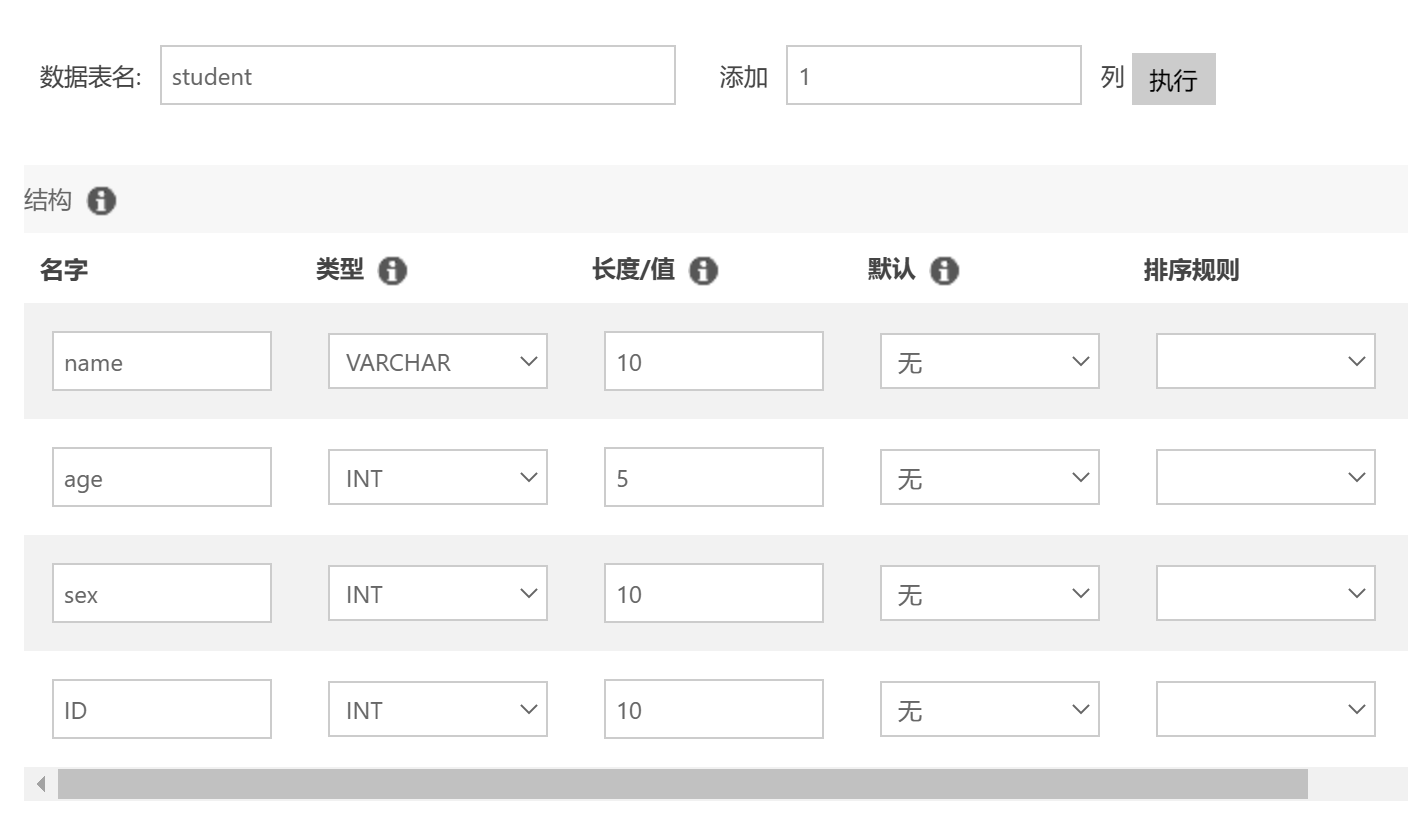 数据表名: student 添加 1 列 执行
结构
名字 类型 长度/值 默认 排序规则
name VARCHAR 10 无
age INT 5 无
sex INT 10 无
ID INT 10 无